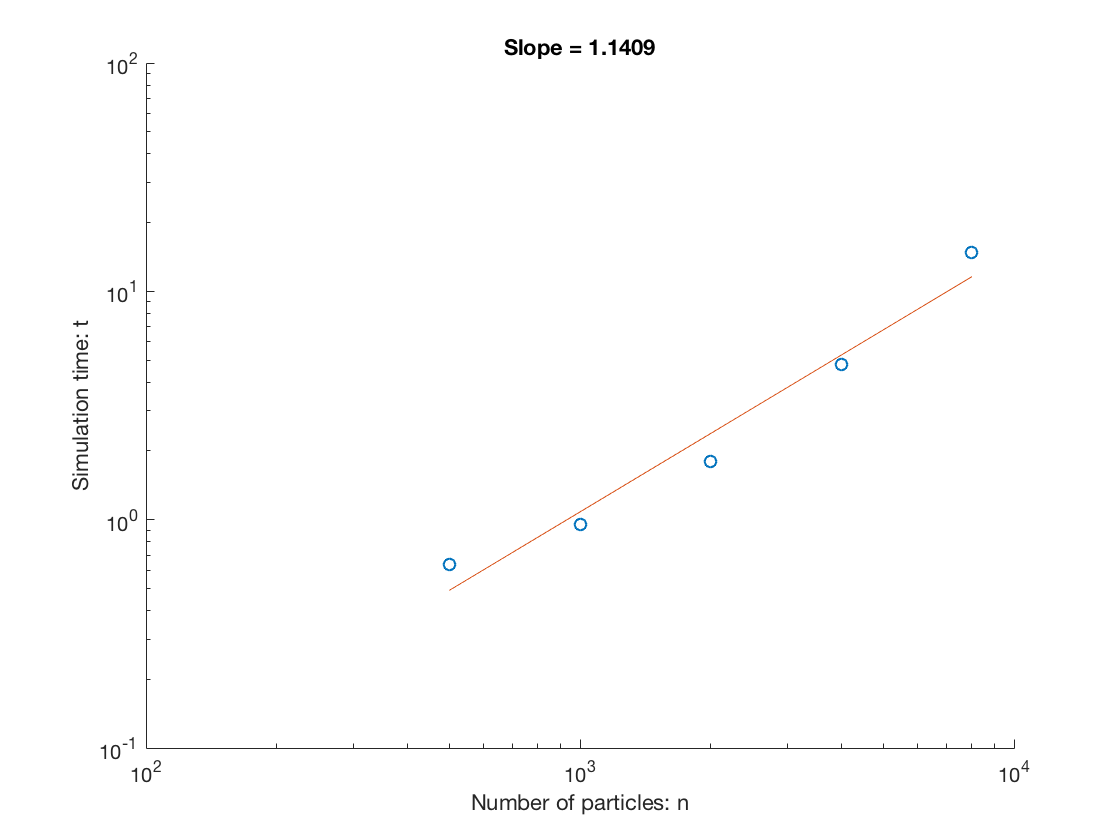 Slope = 1.1409
10^2
10^1
10^0
10^-1
Simulation time: t
10^2
10^3
10^4
Number of particles: n